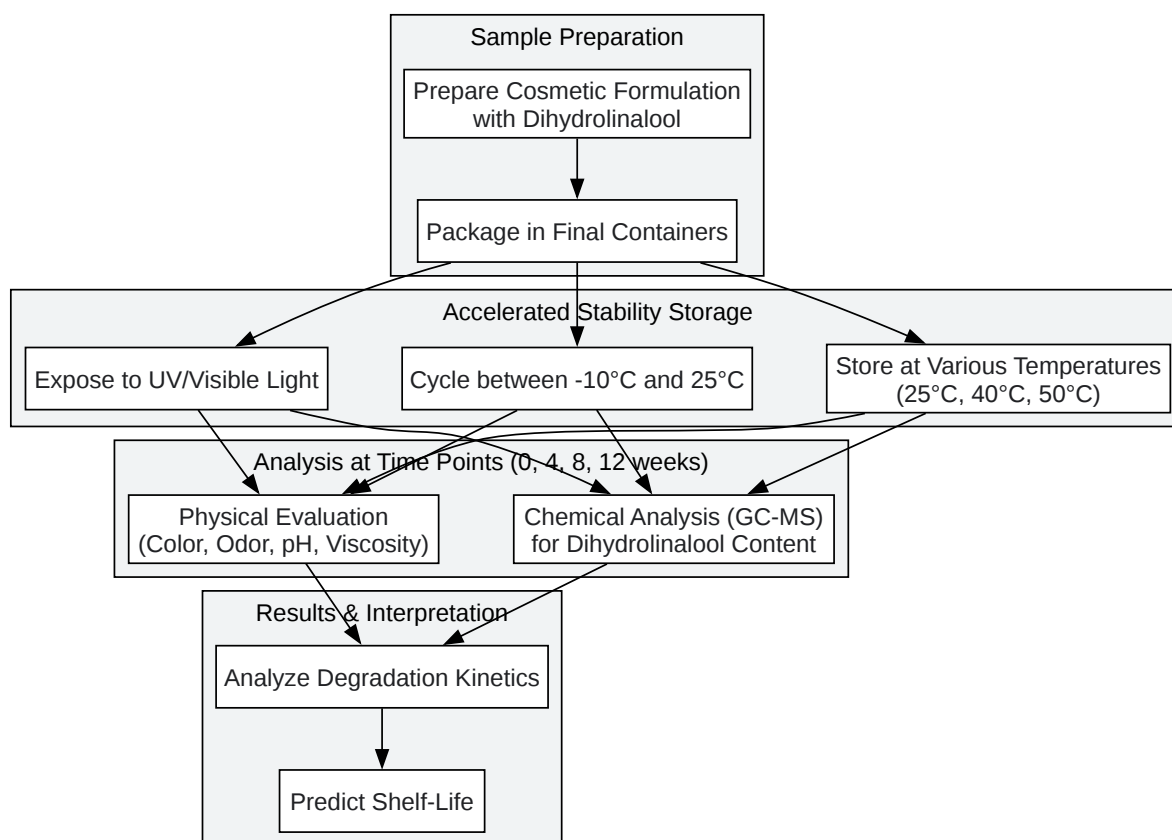 Sample Preparation
Prepare Cosmetic Formulation
with Dihydrolinalool
Package in Final Containers
Accelerated Stability Storage
Expose to UV/Visible Light
Cycle between -10°C and 25°C
Store at Various Temperatures
(25°C, 40°C, 50°C)
Analysis at Time Points (0, 4, 8, 12 weeks)
Physical Evaluation
(Color, Odor, pH, Viscosity)
Chemical Analysis (GC-MS)
for Dihydrolinalool Content
Results & Interpretation
Analyze Degradation Kinetics
Predict Shelf-Life